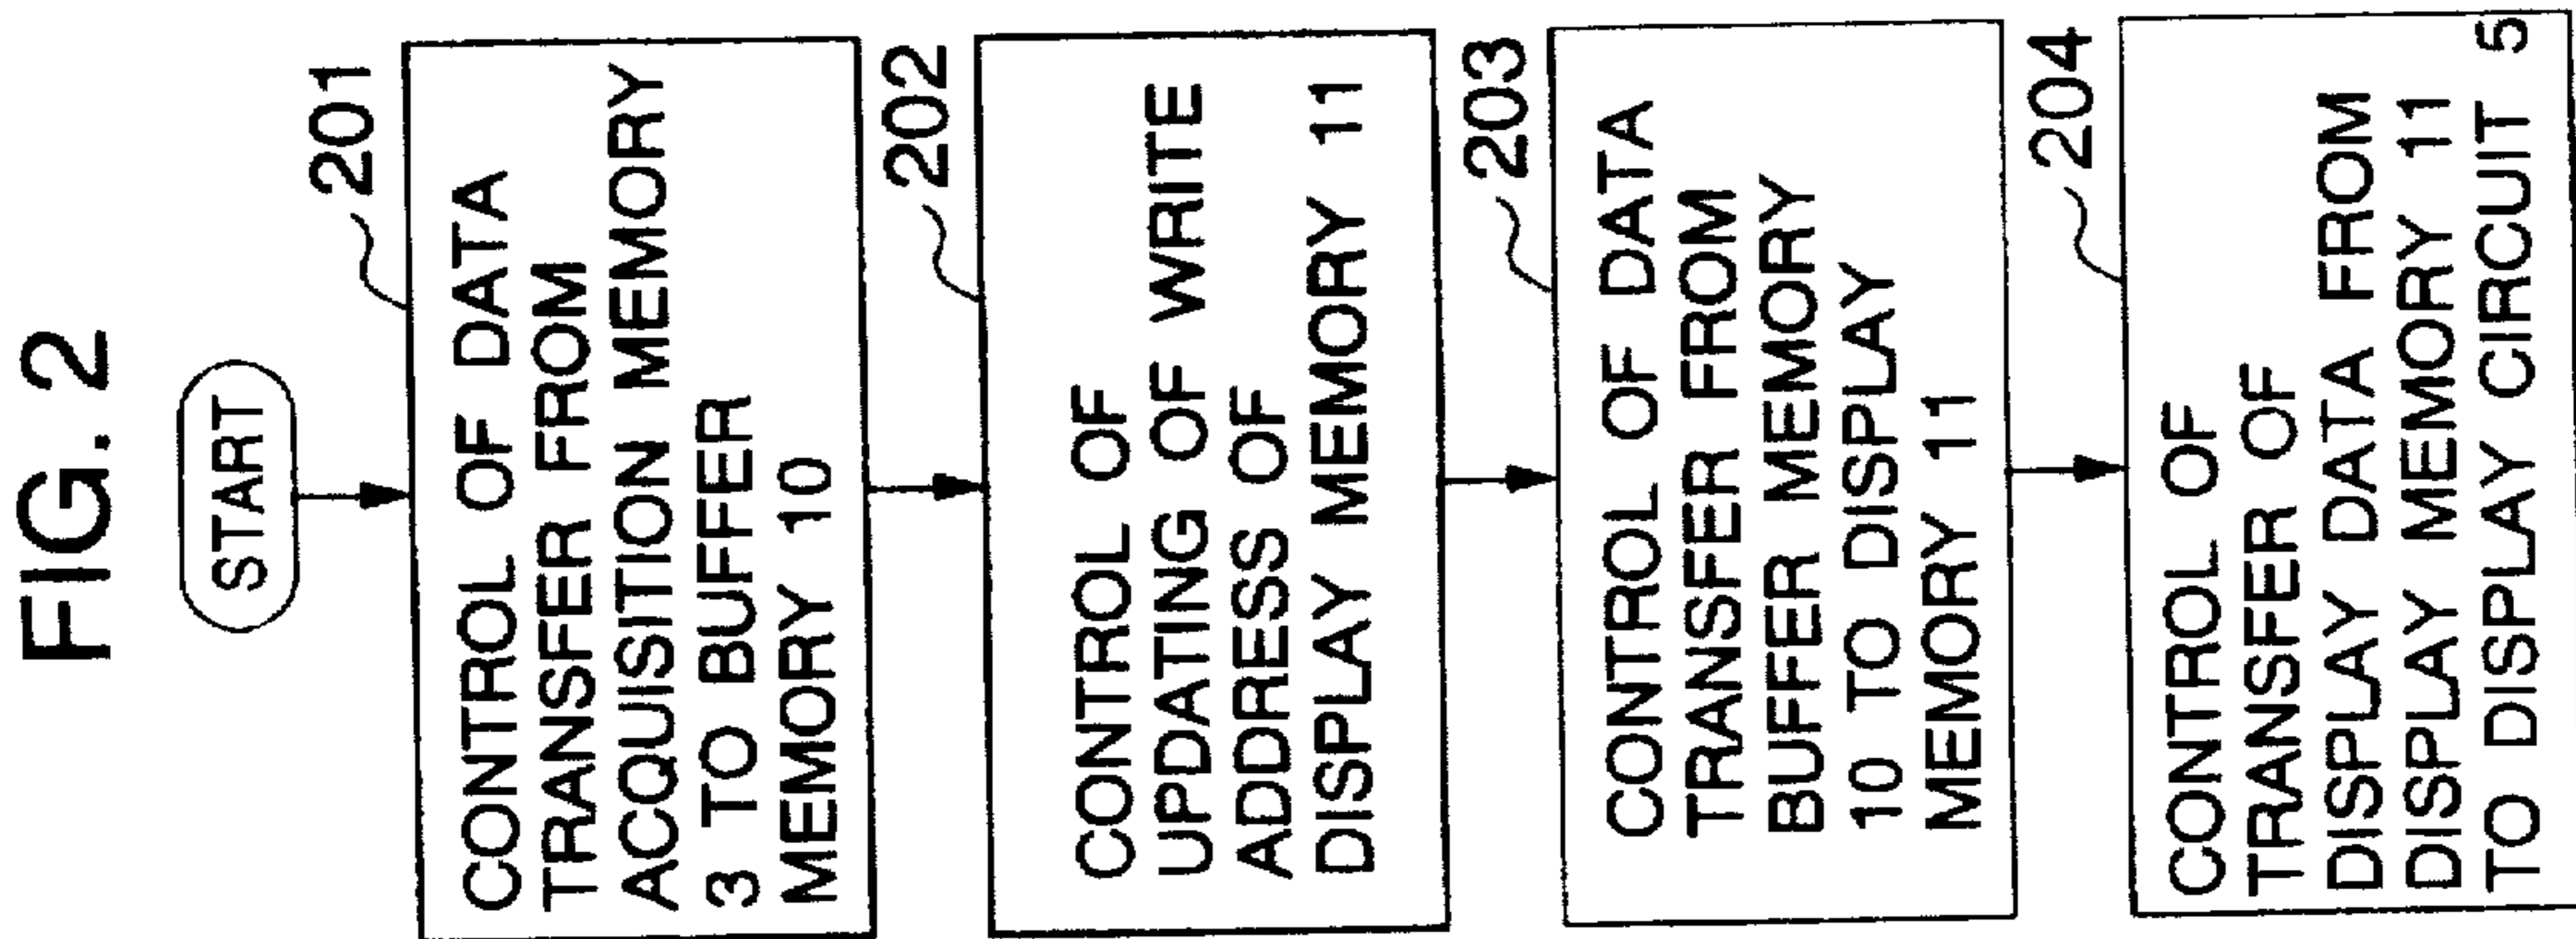 FIG. 2
START
201
CONTROL OF DATA
TRANSFER FROM
ACQUISITION MEMORY
3 TO BUFFER
MEMORY 10
202
CONTROL OF
UPDATING OF WRITE
ADDRESS OF
DISPLAY MEMORY 11
203
CONTROL OF DATA
TRANSFER FROM
BUFFER MEMORY
10 TO DISPLAY
MEMORY 11
204
CONTROL OF
TRANSFER OF
DISPLAY DATA FROM
DISPLAY MEMORY 11
TO DISPLAY CIRCUIT 5